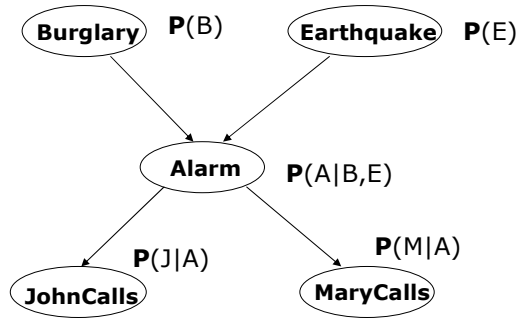 Burglary P(B)
Earthquake P(E)
Alarm P(A|B,E)
P(J|A)
P(M|A)
JohnCalls
MaryCalls